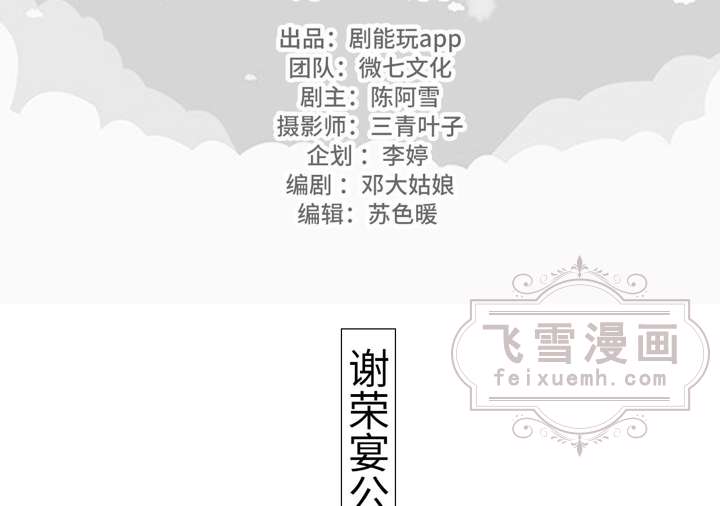 出品：剧能玩app
团队：微七文化
剧主：陈阿雪
摄影师：三青叶子
企划：李婷
编剧：邓大姑娘
编辑：苏色暖
飞雪漫画
feixuemh.com
谢荣宴公